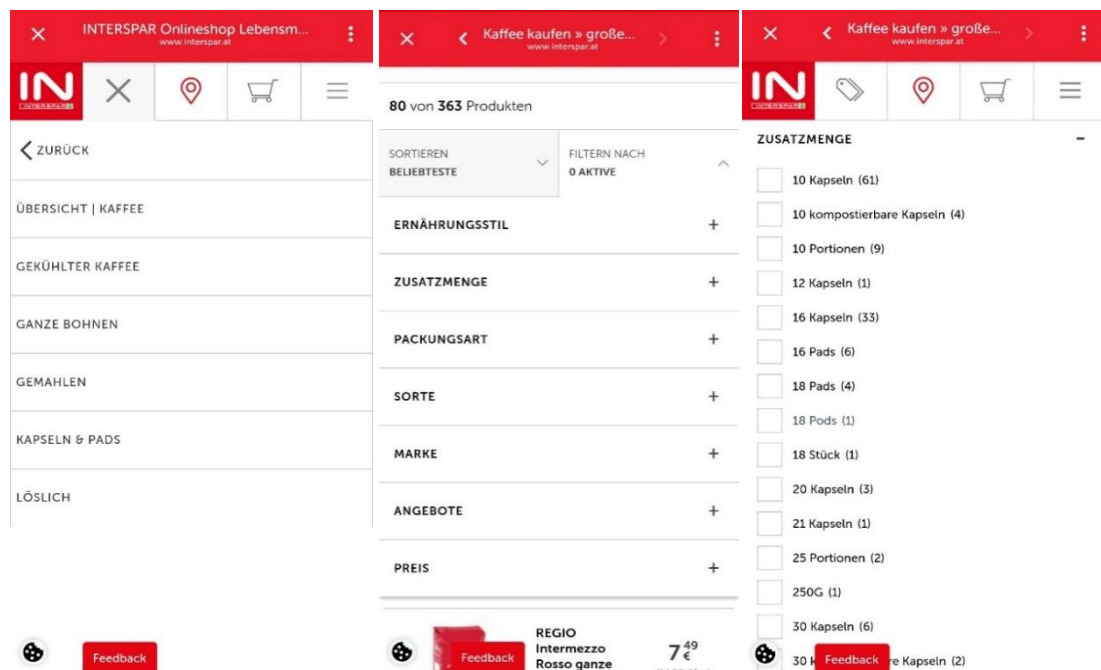 INTERSPAR Onlineshop Lebensm...
www.interspar.at
IN
INTERSPAR
ZURÜCK
ÜBERSICHT | KAFFEE
GEKÜHLTER KAFFEE
GANZE BOHNEN
GEMAHLEN
KAPSELN & PADS
LÖSLICH
Feedback
Kaffee kaufen » große...
www.interspar.at
80 von 363 Produkten
SORTIEREN
BELIEBTESTE
FILTERN NACH
0 AKTIVE
ERNÄHRUNGSSTIL
ZUSATZMENGE
PACKUNGSART
SORTE
MARKE
ANGEBOTE
PREIS
REGIO
Intermezzo
Rosso ganze
7 49
€
Feedback
Kaffee kaufen » große...
www.interspar.at
IN
INTERSPAR
ZUSATZMENGE
10 Kapseln (61)
10 kompostierbare Kapseln (4)
10 Portionen (9)
12 Kapseln (1)
16 Kapseln (33)
16 Pads (6)
18 Pads (4)
18 Pods (1)
18 Stück (1)
20 Kapseln (3)
21 Kapseln (1)
25 Portionen (2)
250G (1)
30 Kapseln (6)
30 k
re Kapseln (2)
Feedback